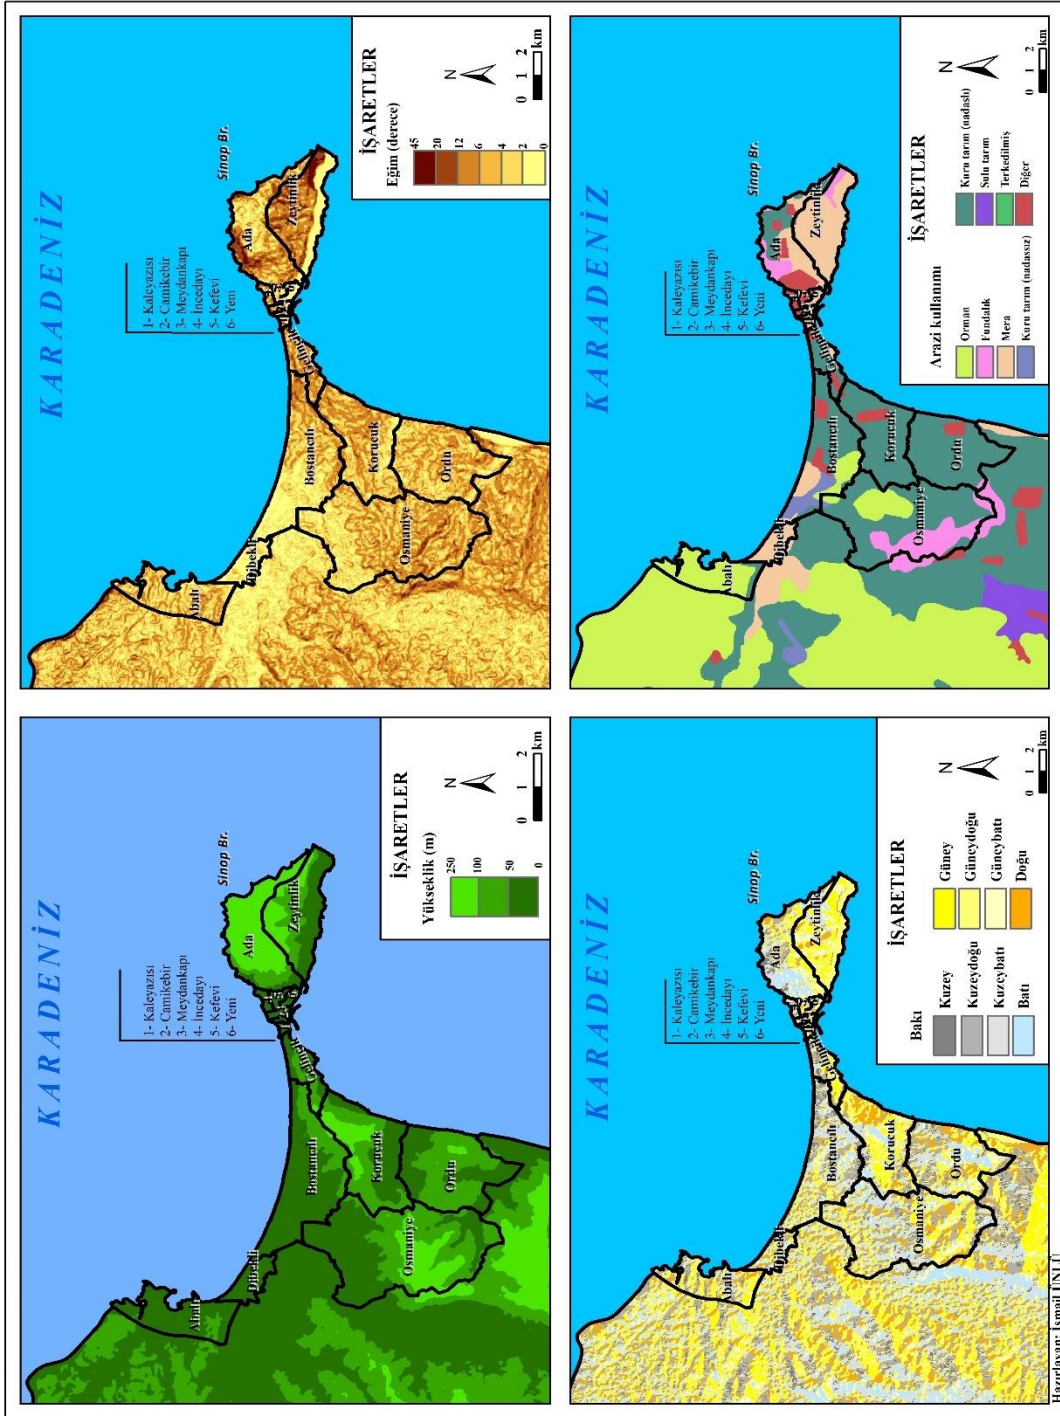 KARADENİZ
1- Kaleyazısı
2- Camikebir
3- Meydankapı
4- İncedayı
5- Kefevi
6- Yeni
Sinop Br.
Ada
Zeytinlik
Gelincik
Abalı
Dibekli
Bostancılı
Korucuk
Osmaniye
Ordu
İŞARETLER
Yükseklik (m)
250
100
50
0
N
0 1 2
km
KARADENİZ
1- Kaleyazısı
2- Camikebir
3- Meydankapı
4- İncedayı
5- Kefevi
6- Yeni
Sinop Br.
Ada
Zeytinlik
Gelincik
Abalı
Dibekli
Bostancılı
Korucuk
Osmaniye
Ordu
İŞARETLER
Eğim (derece)
45
20
12
6
4
2
0
N
0 1 2
km
KARADENİZ
1- Kaleyazısı
2- Camikebir
3- Meydankapı
4- İncedayı
5- Kefevi
6- Yeni
Sinop Br.
Ada
Zeytinlik
Gelincik
Abalı
Dibekli
Bostancılı
Korucuk
Osmaniye
Ordu
İŞARETLER
Bakı
Kuzey
Kuzeydoğu
Kuzeybatı
Batı
Güney
Güneydoğu
Güneybatı
Doğu
N
0 1 2
km
KARADENİZ
1- Kaleyazısı
2- Camikebir
3- Meydankapı
4- İncedayı
5- Kefevi
6- Yeni
Sinop Br.
Ada
Zeytinlik
Gelincik
Abalı
Dibekli
Bostancılı
Korucuk
Osmaniye
Ordu
İŞARETLER
Arazi kullanımı
Orman
Fundalık
Mera
Kuru tarım (nadassız)
Kuru tarım (nadaslı)
Sulu tarım
Terkedilmiş
Diğer
N
0 1 2
km
Hazırlayan: İsmail ÜNLÜ